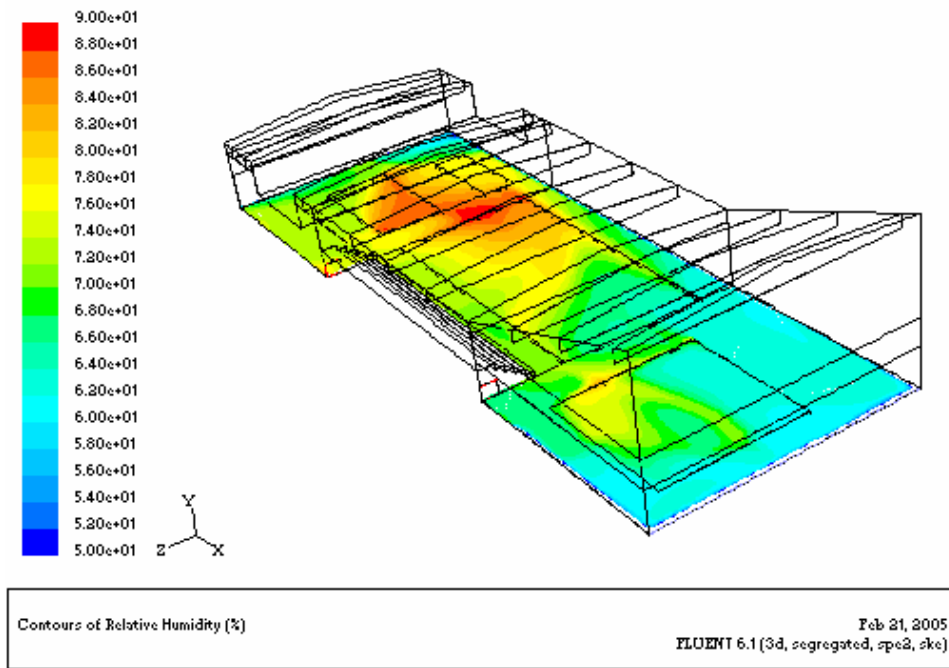 9.00e+01
8.80e+01
8.60e+01
8.40e+01
8.20e+01
8.00e+01
7.80e+01
7.60e+01
7.40e+01
7.20e+01
7.00e+01
6.80e+01
6.60e+01
6.40e+01
6.20e+01
6.00e+01
5.80e+01
5.60e+01
5.40e+01
5.20e+01
5.00e+01
Y
Z
X
Contours of Relative Humidity (%)
Feb 21, 2005
FLUENT 6.1 (3d, segregated, spe2, ske)